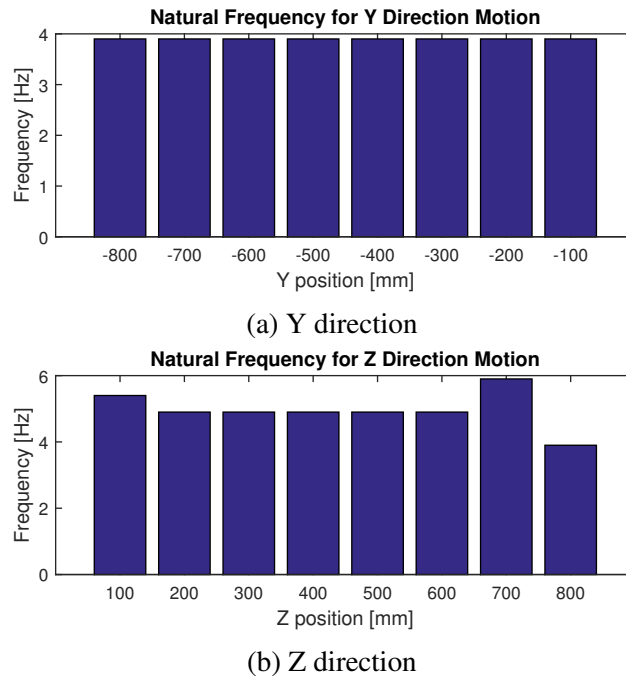 Natural Frequency for Y Direction Motion
4
3
2
1
0
Frequency [Hz]
-800 -700 -600 -500 -400 -300 -200 -100
Y position [mm]
(a) Y direction
Natural Frequency for Z Direction Motion
6
4
2
0
Frequency [Hz]
100 200 300 400 500 600 700 800
Z position [mm]
(b) Z direction